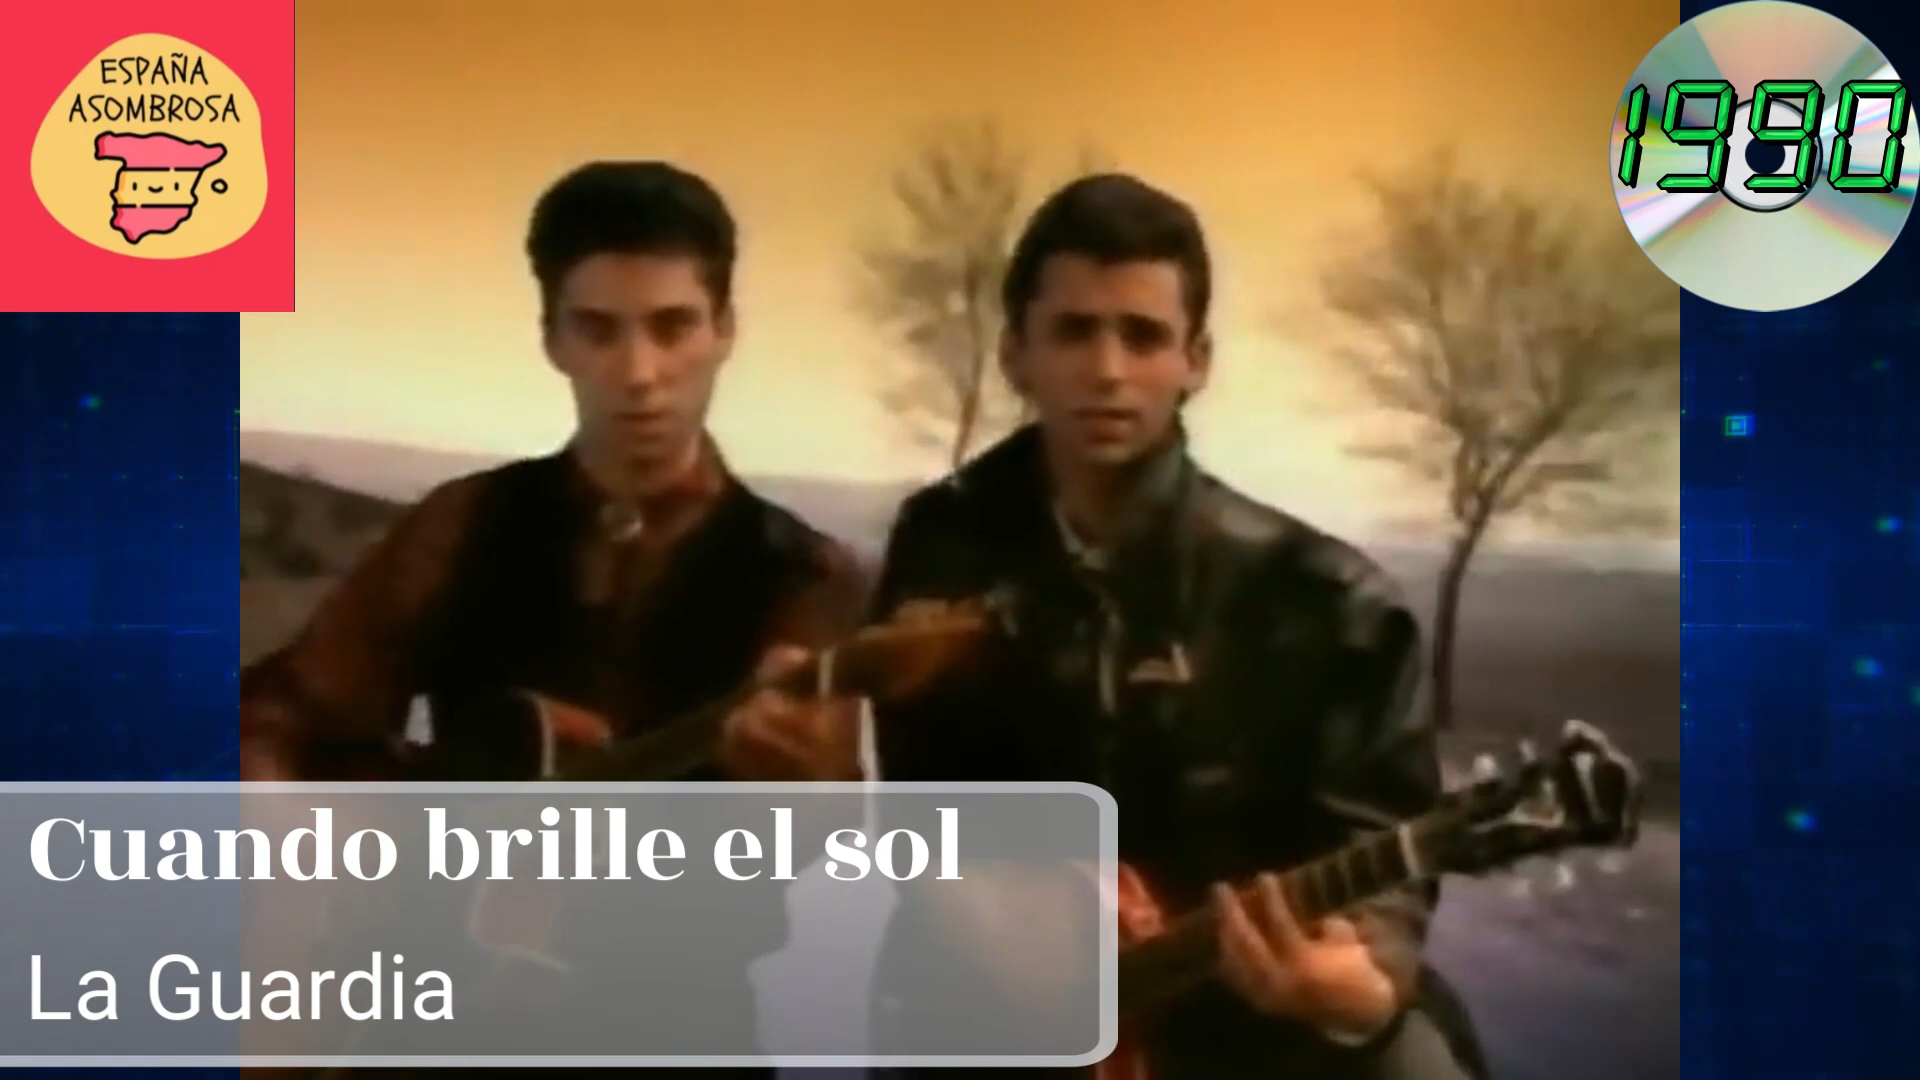 ESPAÑA
ASOMBROSA
1990
Cuando brille el sol
La Guardia